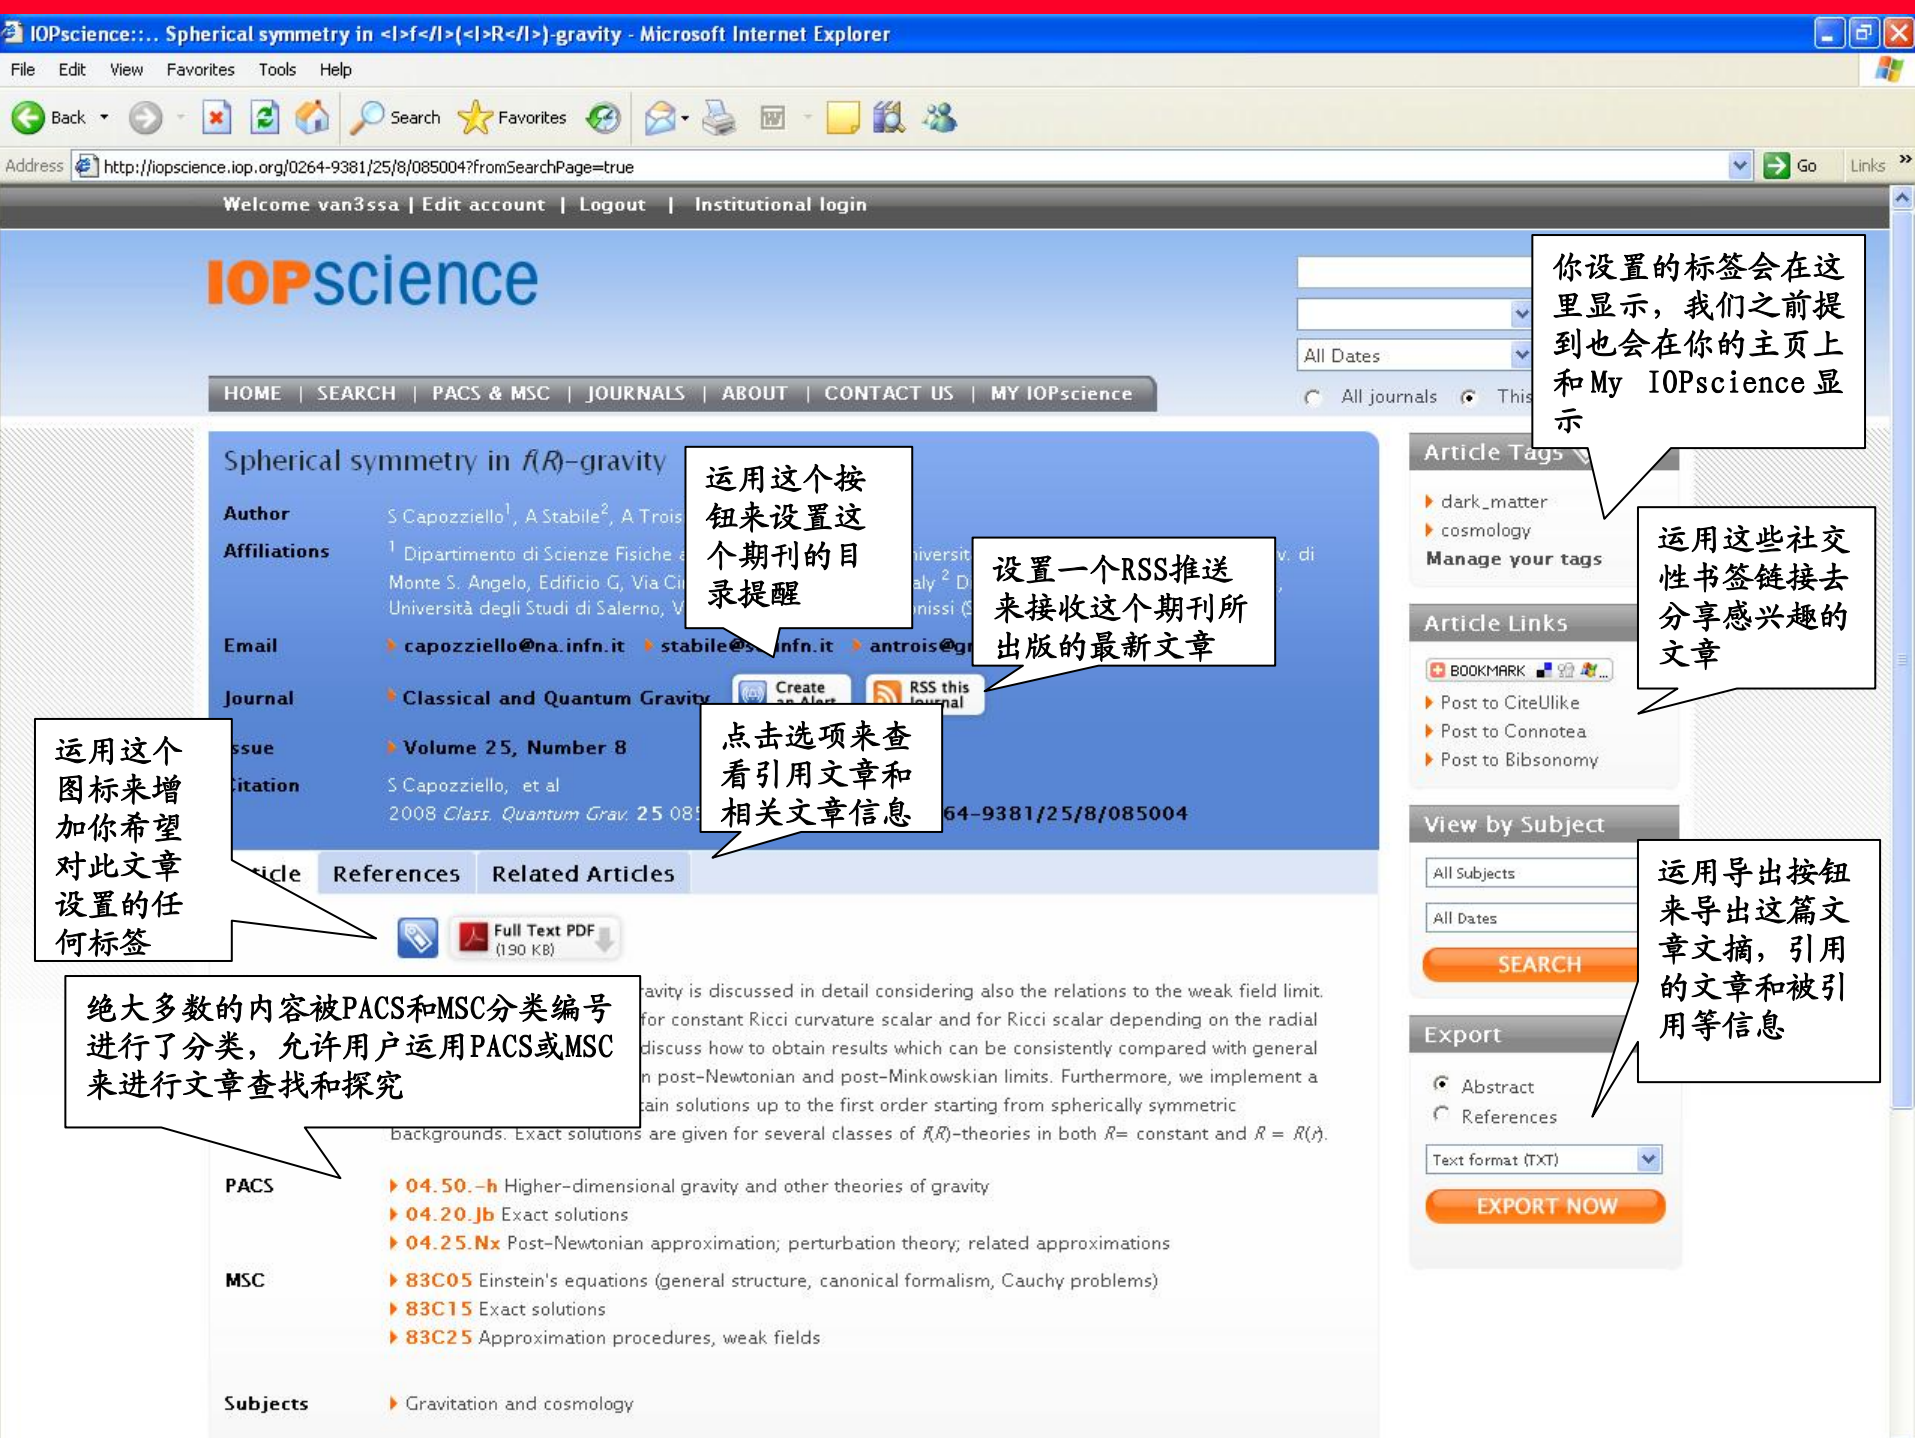 IOPscience::.. Spherical symmetry in <I>f</I>(<I>R</I>)-gravity - Microsoft Internet Explorer
File Edit View Favorites Tools Help
Back Search Favorites
Address http://iopscience.iop.org/0264-9381/25/8/085004?fromSearchPage=true Go Links »
Welcome van3ssa | Edit account | Logout | Institutional login
IOPscience
All Dates
HOME | SEARCH | PACS & MSC | JOURNALS | ABOUT | CONTACT US | MY IOPscience
All journals This
你设置的标签会在这
里显示，我们之前提
到也会在你的主页上
和My IOPscience显
示
Spherical symmetry in f(R)-gravity
Author S Capozziello1, A Stabile2, A Trois
Affiliations 1 Dipartimento di Scienze Fisiche
di
Monte S. Angelo, Edificio G, Via
2
Università degli Studi di Salerno,
Email capozziello@na.infn.it
Journal Classical and Quantum Gravity Create an Alert RSS this Journal
Volume 25, Number 8
S Capozziello, et al
2008 Class. Quantum Grav. 25
64-9381/25/8/085004
运用这个按
钮来设置这
个期刊的目
录提醒
设置一个RSS推送
来接收这个期刊所
出版的最新文章
点击选项来查
看引用文章和
相关文章信息
运用这个
图标来增
加你希望
对此文章
设置的任
何标签
References Related Articles
Full Text PDF
(190 KB)
绝大多数的内容被PACS和MSC分类编号
进行了分类，允许用户运用PACS或MSC
来进行文章查找和探究
is discussed in detail considering also the relations to the weak field limit.
for constant Ricci curvature scalar and for Ricci scalar depending on the radial
discuss how to obtain results which can be consistently compared with general
post-Newtonian and post-Minkowskian limits. Furthermore, we implement a
solutions up to the first order starting from spherically symmetric
backgrounds. Exact solutions are given for several classes of f(R)-theories in both R= constant and R = R(r).
PACS 04.50.-h Higher-dimensional gravity and other theories of gravity
04.20.Jb Exact solutions
04.25.Nx Post-Newtonian approximation; perturbation theory; related approximations
MSC 83C05 Einstein's equations (general structure, canonical formalism, Cauchy problems)
83C15 Exact solutions
83C25 Approximation procedures, weak fields
Subjects Gravitation and cosmology
Article Tags
dark_matter
cosmology
Manage your tags
运用这些社交
性书签链接去
分享感兴趣的
文章
Article Links
BOOKMARK
Post to CiteUlike
Post to Connotea
Post to Bibsonomy
View by Subject
All Subjects
All Dates
SEARCH
运用导出按钮
来导出这篇文
章文摘，引用
的文章和被引
用等信息
Export
Abstract
References
Text format (TXT)
EXPORT NOW